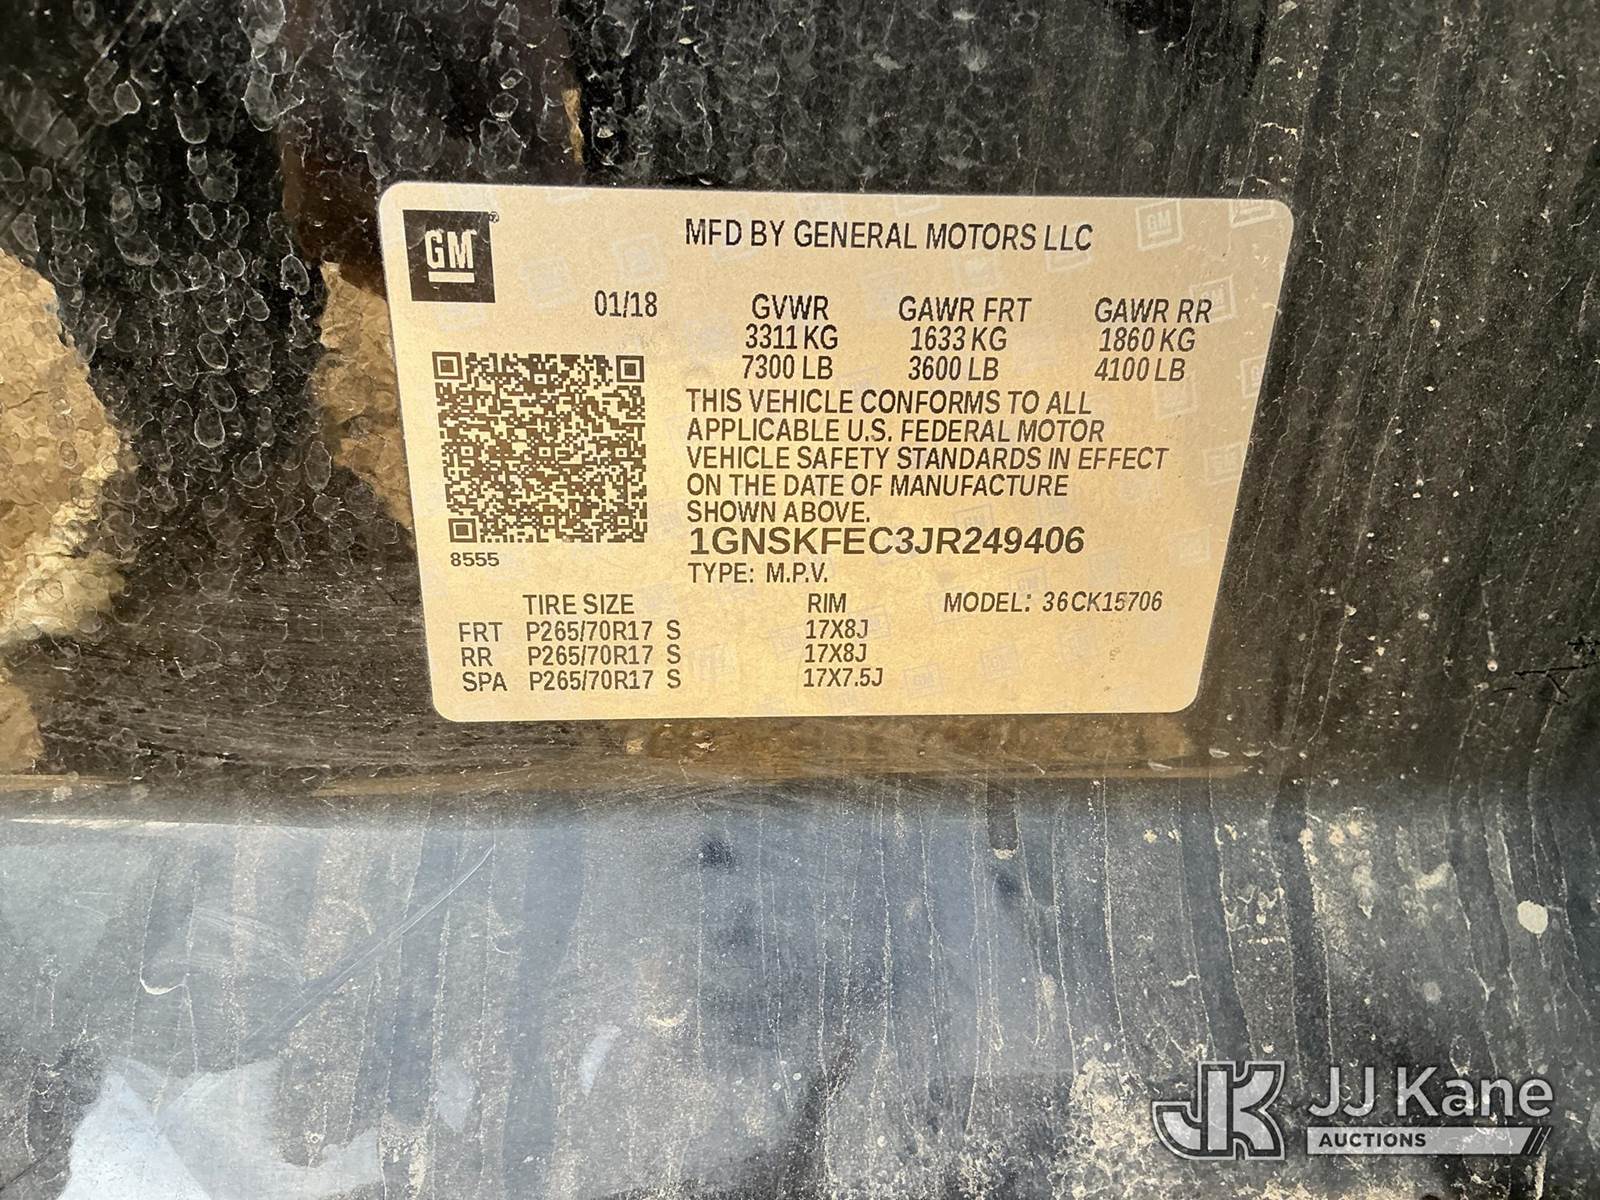 GM
MFD BY GENERAL MOTORS LLC
01/18
GVWR GAWR FRT GAWR RR
3311 KG 1633 KG 1860 KG
7300 LB 3600 LB 4100 LB
THIS VEHICLE CONFORMS TO ALL
APPLICABLE U.S. FEDERAL MOTOR
VEHICLE SAFETY STANDARDS IN EFFECT
ON THE DATE OF MANUFACTURE
SHOWN ABOVE.
8555
1GNSKFEC3JR249406
TYPE: M.P.V.
TIRE SIZE RIM MODEL: 36CK15706
FRT P265/70R17 S 17X8J
RR P265/70R17 S 17X8J
SPA P265/70R17 S 17X7.5J
JK JJ Kane
AUCTIONS